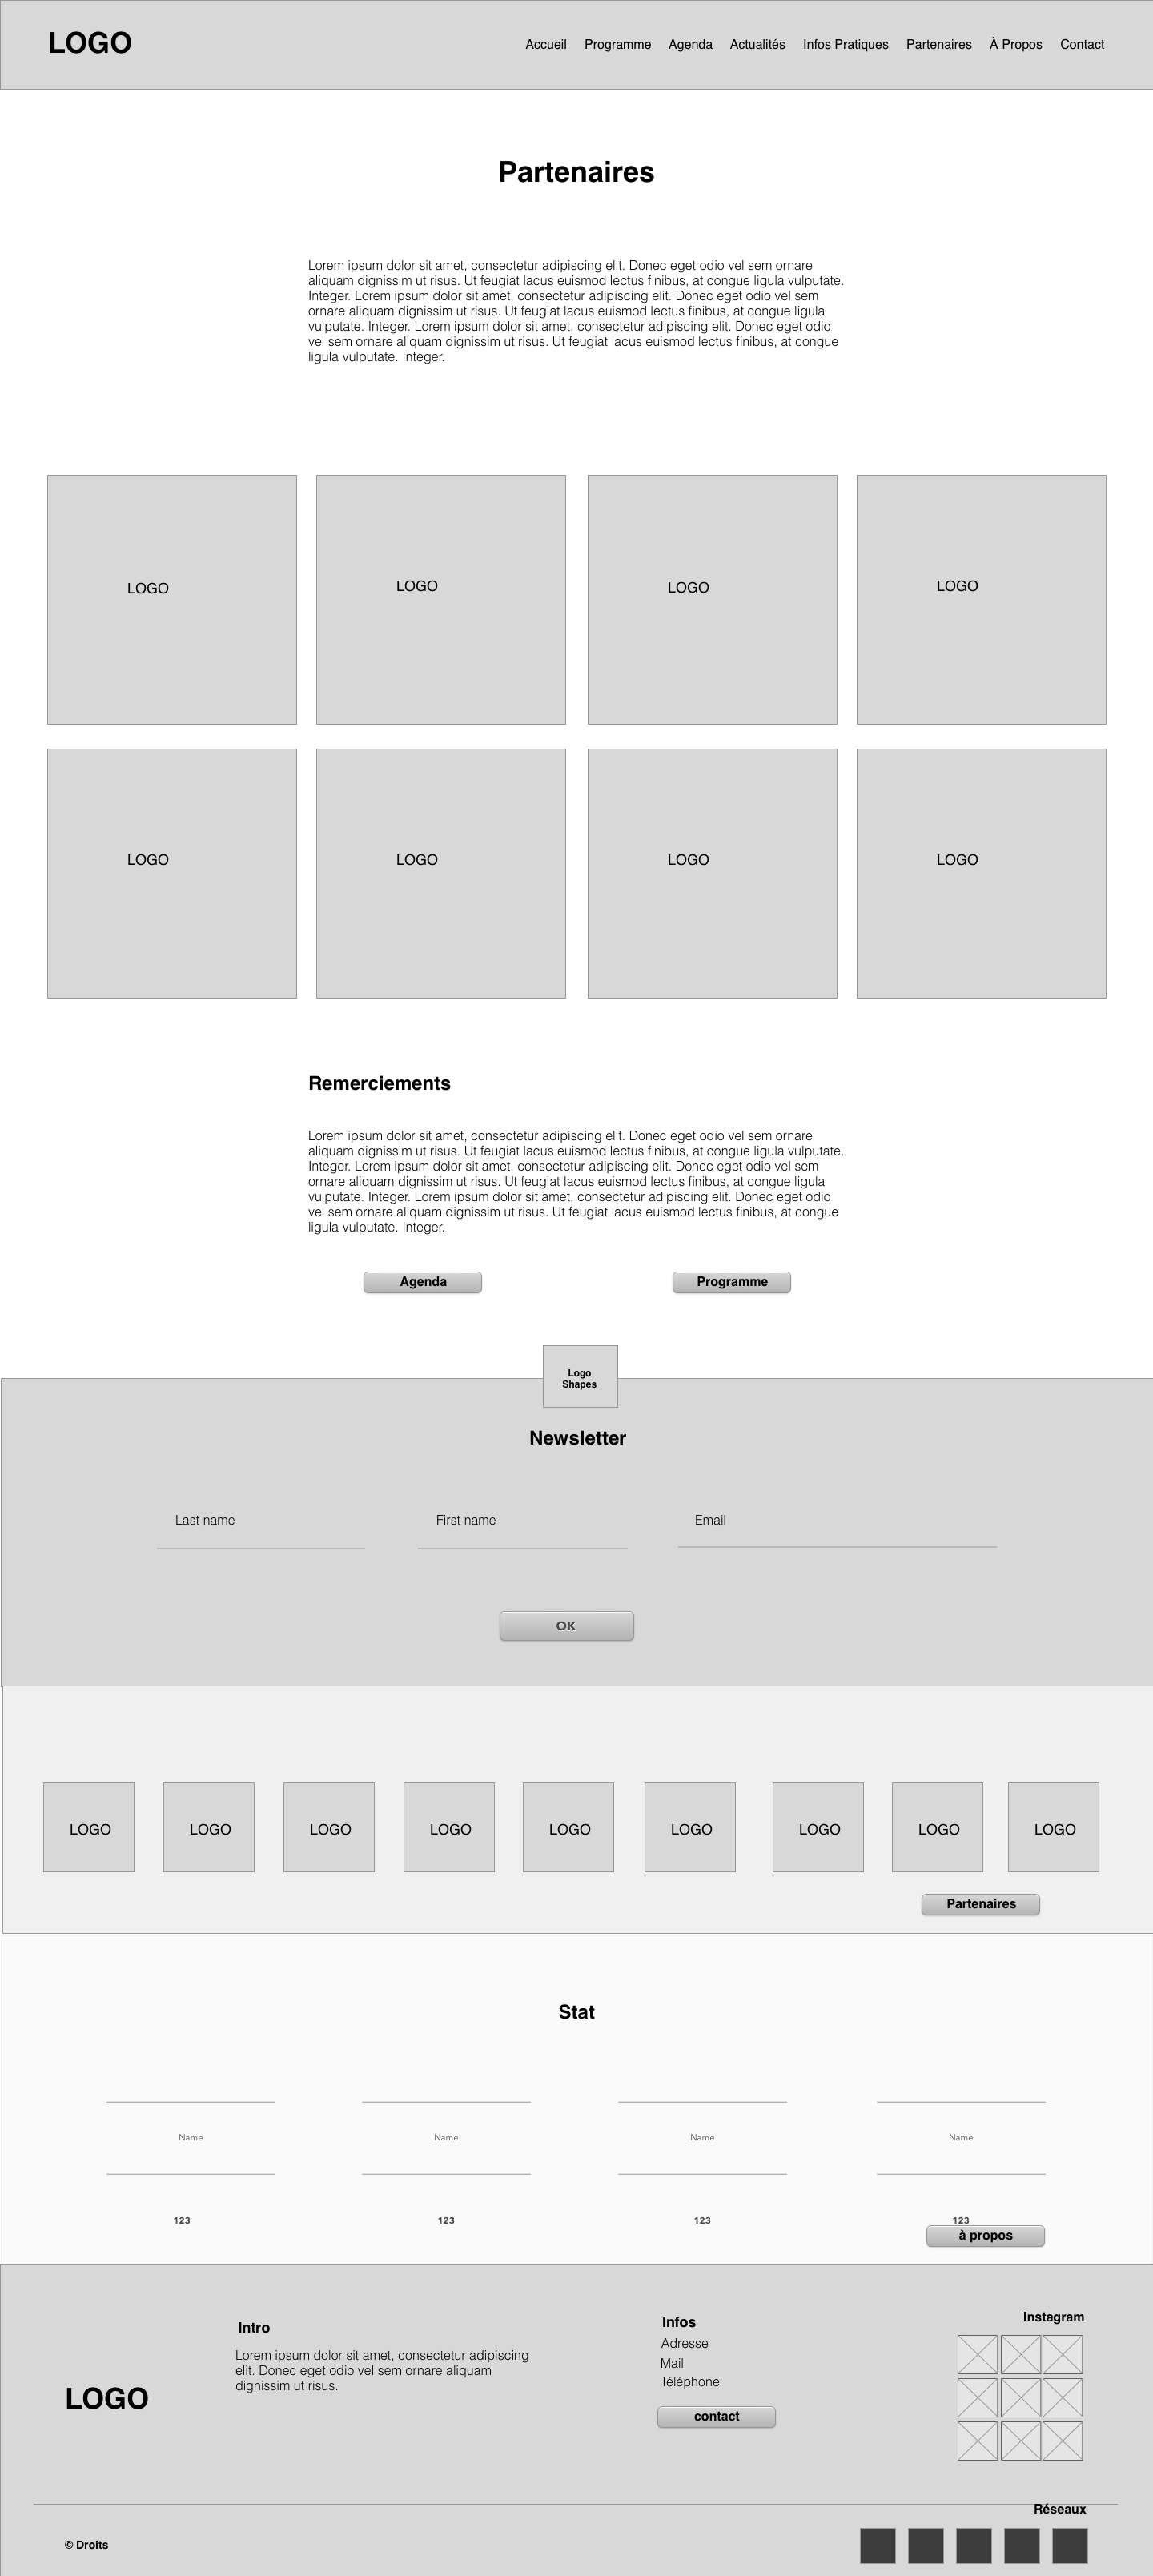 LOGO
Accueil Programme Agenda Actualités Infos Pratiques Partenaires À Propos Contact
Partenaires
Lorem ipsum dolor sit amet, consectetur adipiscing elit. Donec eget odio vel sem ornare
aliquam dignissim ut risus. Ut feugiat lacus euismod lectus finibus, at congue ligula vulputate.
Integer. Lorem ipsum dolor sit amet, consectetur adipiscing elit. Donec eget odio vel sem
ornare aliquam dignissim ut risus. Ut feugiat lacus euismod lectus finibus, at congue ligula
vulputate. Integer. Lorem ipsum dolor sit amet, consectetur adipiscing elit. Donec eget odio
vel sem ornare aliquam dignissim ut risus. Ut feugiat lacus euismod lectus finibus, at congue
ligula vulputate. Integer.
LOGO LOGO LOGO LOGO
LOGO LOGO LOGO LOGO
Remerciements
Lorem ipsum dolor sit amet, consectetur adipiscing elit. Donec eget odio vel sem ornare
aliquam dignissim ut risus. Ut feugiat lacus euismod lectus finibus, at congue ligula vulputate.
Integer. Lorem ipsum dolor sit amet, consectetur adipiscing elit. Donec eget odio vel sem
ornare aliquam dignissim ut risus. Ut feugiat lacus euismod lectus finibus, at congue ligula
vulputate. Integer. Lorem ipsum dolor sit amet, consectetur adipiscing elit. Donec eget odio
vel sem ornare aliquam dignissim ut risus. Ut feugiat lacus euismod lectus finibus, at congue
ligula vulputate. Integer.
Agenda Programme
Logo
Shapes
Newsletter
Last name First name Email
OK
LOGO LOGO LOGO LOGO LOGO LOGO LOGO LOGO LOGO
Partenaires
Stat
Name Name Name Name
123 123 123 123
à propos
LOGO
Intro
Lorem ipsum dolor sit amet, consectetur adipiscing
elit. Donec eget odio vel sem ornare aliquam
dignissim ut risus.
Infos
Adresse
Mail
Téléphone
contact
Instagram
Réseaux
© Droits